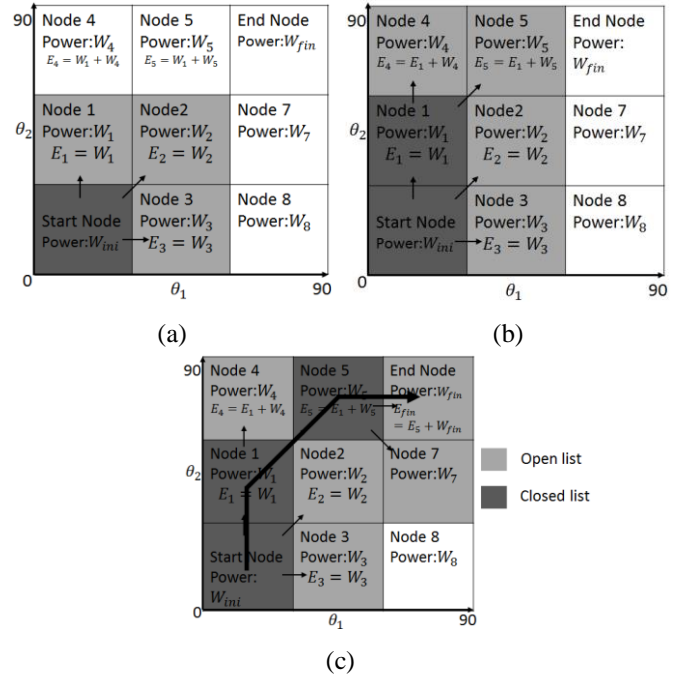 90
Node 4
Power:W₄
E₄ = W₁ + W₄
Node 5
Power:W₅
E₅ = W₁ + W₅
End Node
Power:W_fin
θ₂
Node 1
Power:W₁
E₁ = W₁
Node2
Power:W₂
E₂ = W₂
Node 7
Power:W₇
Start Node
Power:W_ini
Node 3
Power:W₃
E₃ = W₃
Node 8
Power:W₈
0
θ₁
90
(a)
90
Node 4
Power:W₄
E₄ = E₁ + W₄
Node 5
Power:W₅
E₅ = E₁ + W₅
End Node
Power:
W_fin
θ₂
Node 1
Power:W₁
E₁ = W₁
Node2
Power:W₂
E₂ = W₂
Node 7
Power:W₇
Start Node
Power:W_ini
Node 3
Power:W₃
E₃ = W₃
Node 8
Power:W₈
0
θ₁
90
(b)
90
Node 4
Power:W₄
E₄ = E₁ + W₄
Node 5
Power:W₅
E₅ = E₁ + W₅
End Node
Power:W_fin
E_fin
= E₅ + W_fin
θ₂
Node 1
Power:W₁
E₁ = W₁
Node2
Power:W₂
E₂ = W₂
Node 7
Power:W₇
Start Node
Power:
W_ini
Node 3
Power:W₃
E₃ = W₃
Node 8
Power:W₈
0
θ₁
90
Open list
Closed list
(c)